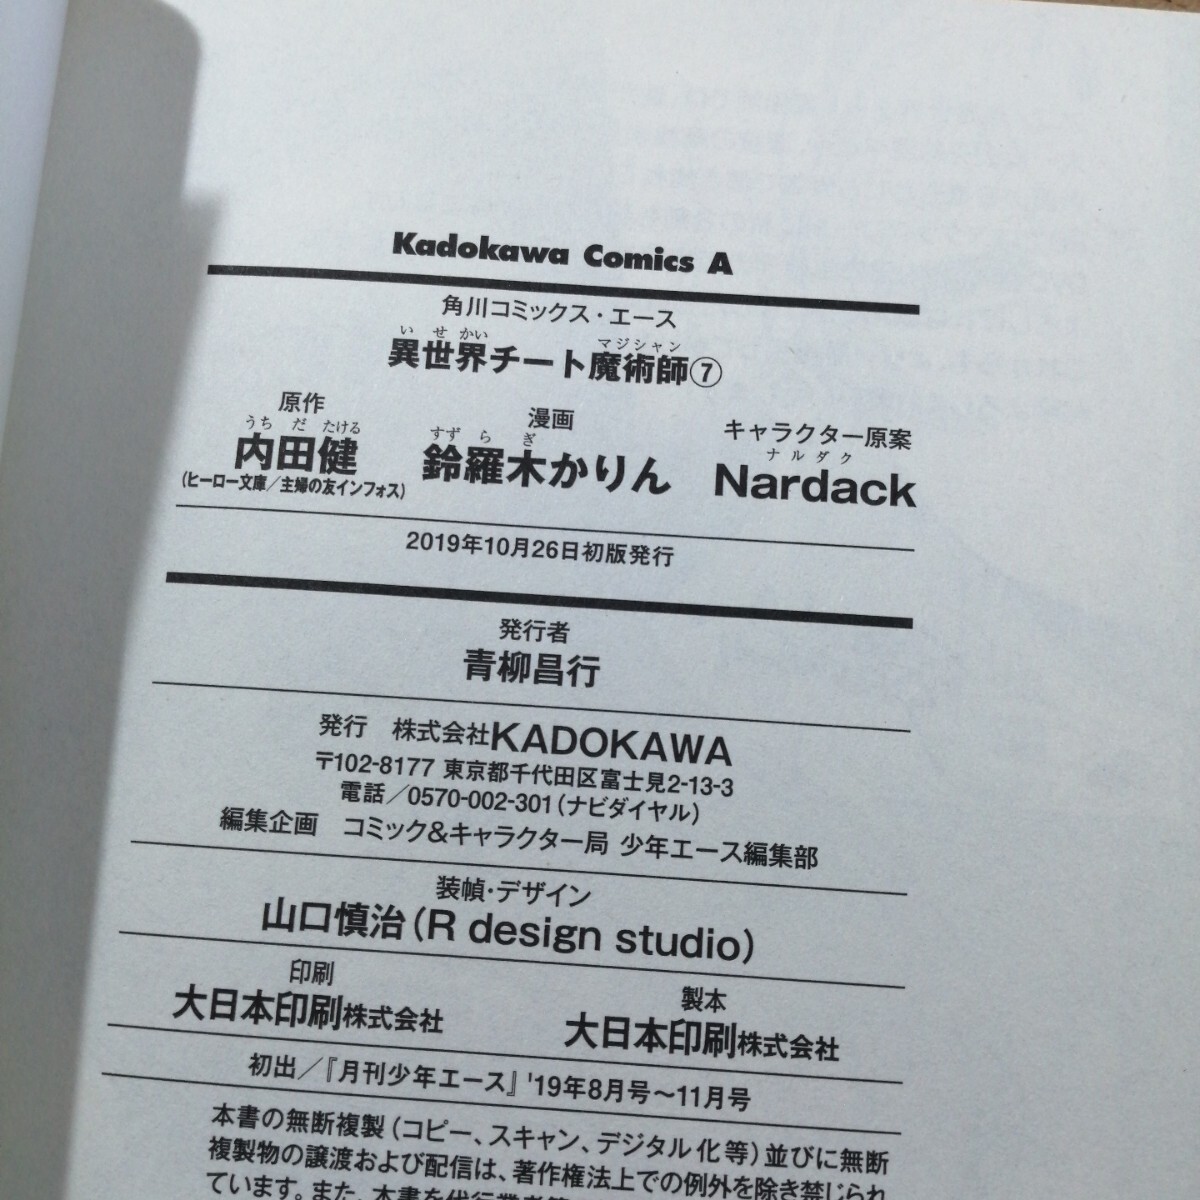 Kadokawa Comics A
角川コミックス・エース
いせかい マジシャン
異世界チート魔術師⑦
原作
うちだたける
内田健
(ヒーロー文庫/主婦の友インフォス)
漫画
すずらぎ
鈴羅木かりん
キャラクター原案
ナルダク
Nardack
2019年10月26日初版発行
発行者
青柳昌行
発行 株式会社KADOKAWA
〒102-8177 東京都千代田区富士見2-13-3
電話/0570-002-301(ナビダイヤル)
編集企画 コミック&キャラクター局 少年エース編集部
装幀・デザイン
山口慎治(R design studio)
印刷
大日本印刷株式会社
製本
大日本印刷株式会社
初出/『月刊少年エース』'19年8月号〜11月号
本書の無断複製(コピー、スキャン、デジタル化等)並びに無断
複製物の譲渡および配信は、著作権法上での例外を除き禁じられ
ています。また、本書を代行業者等